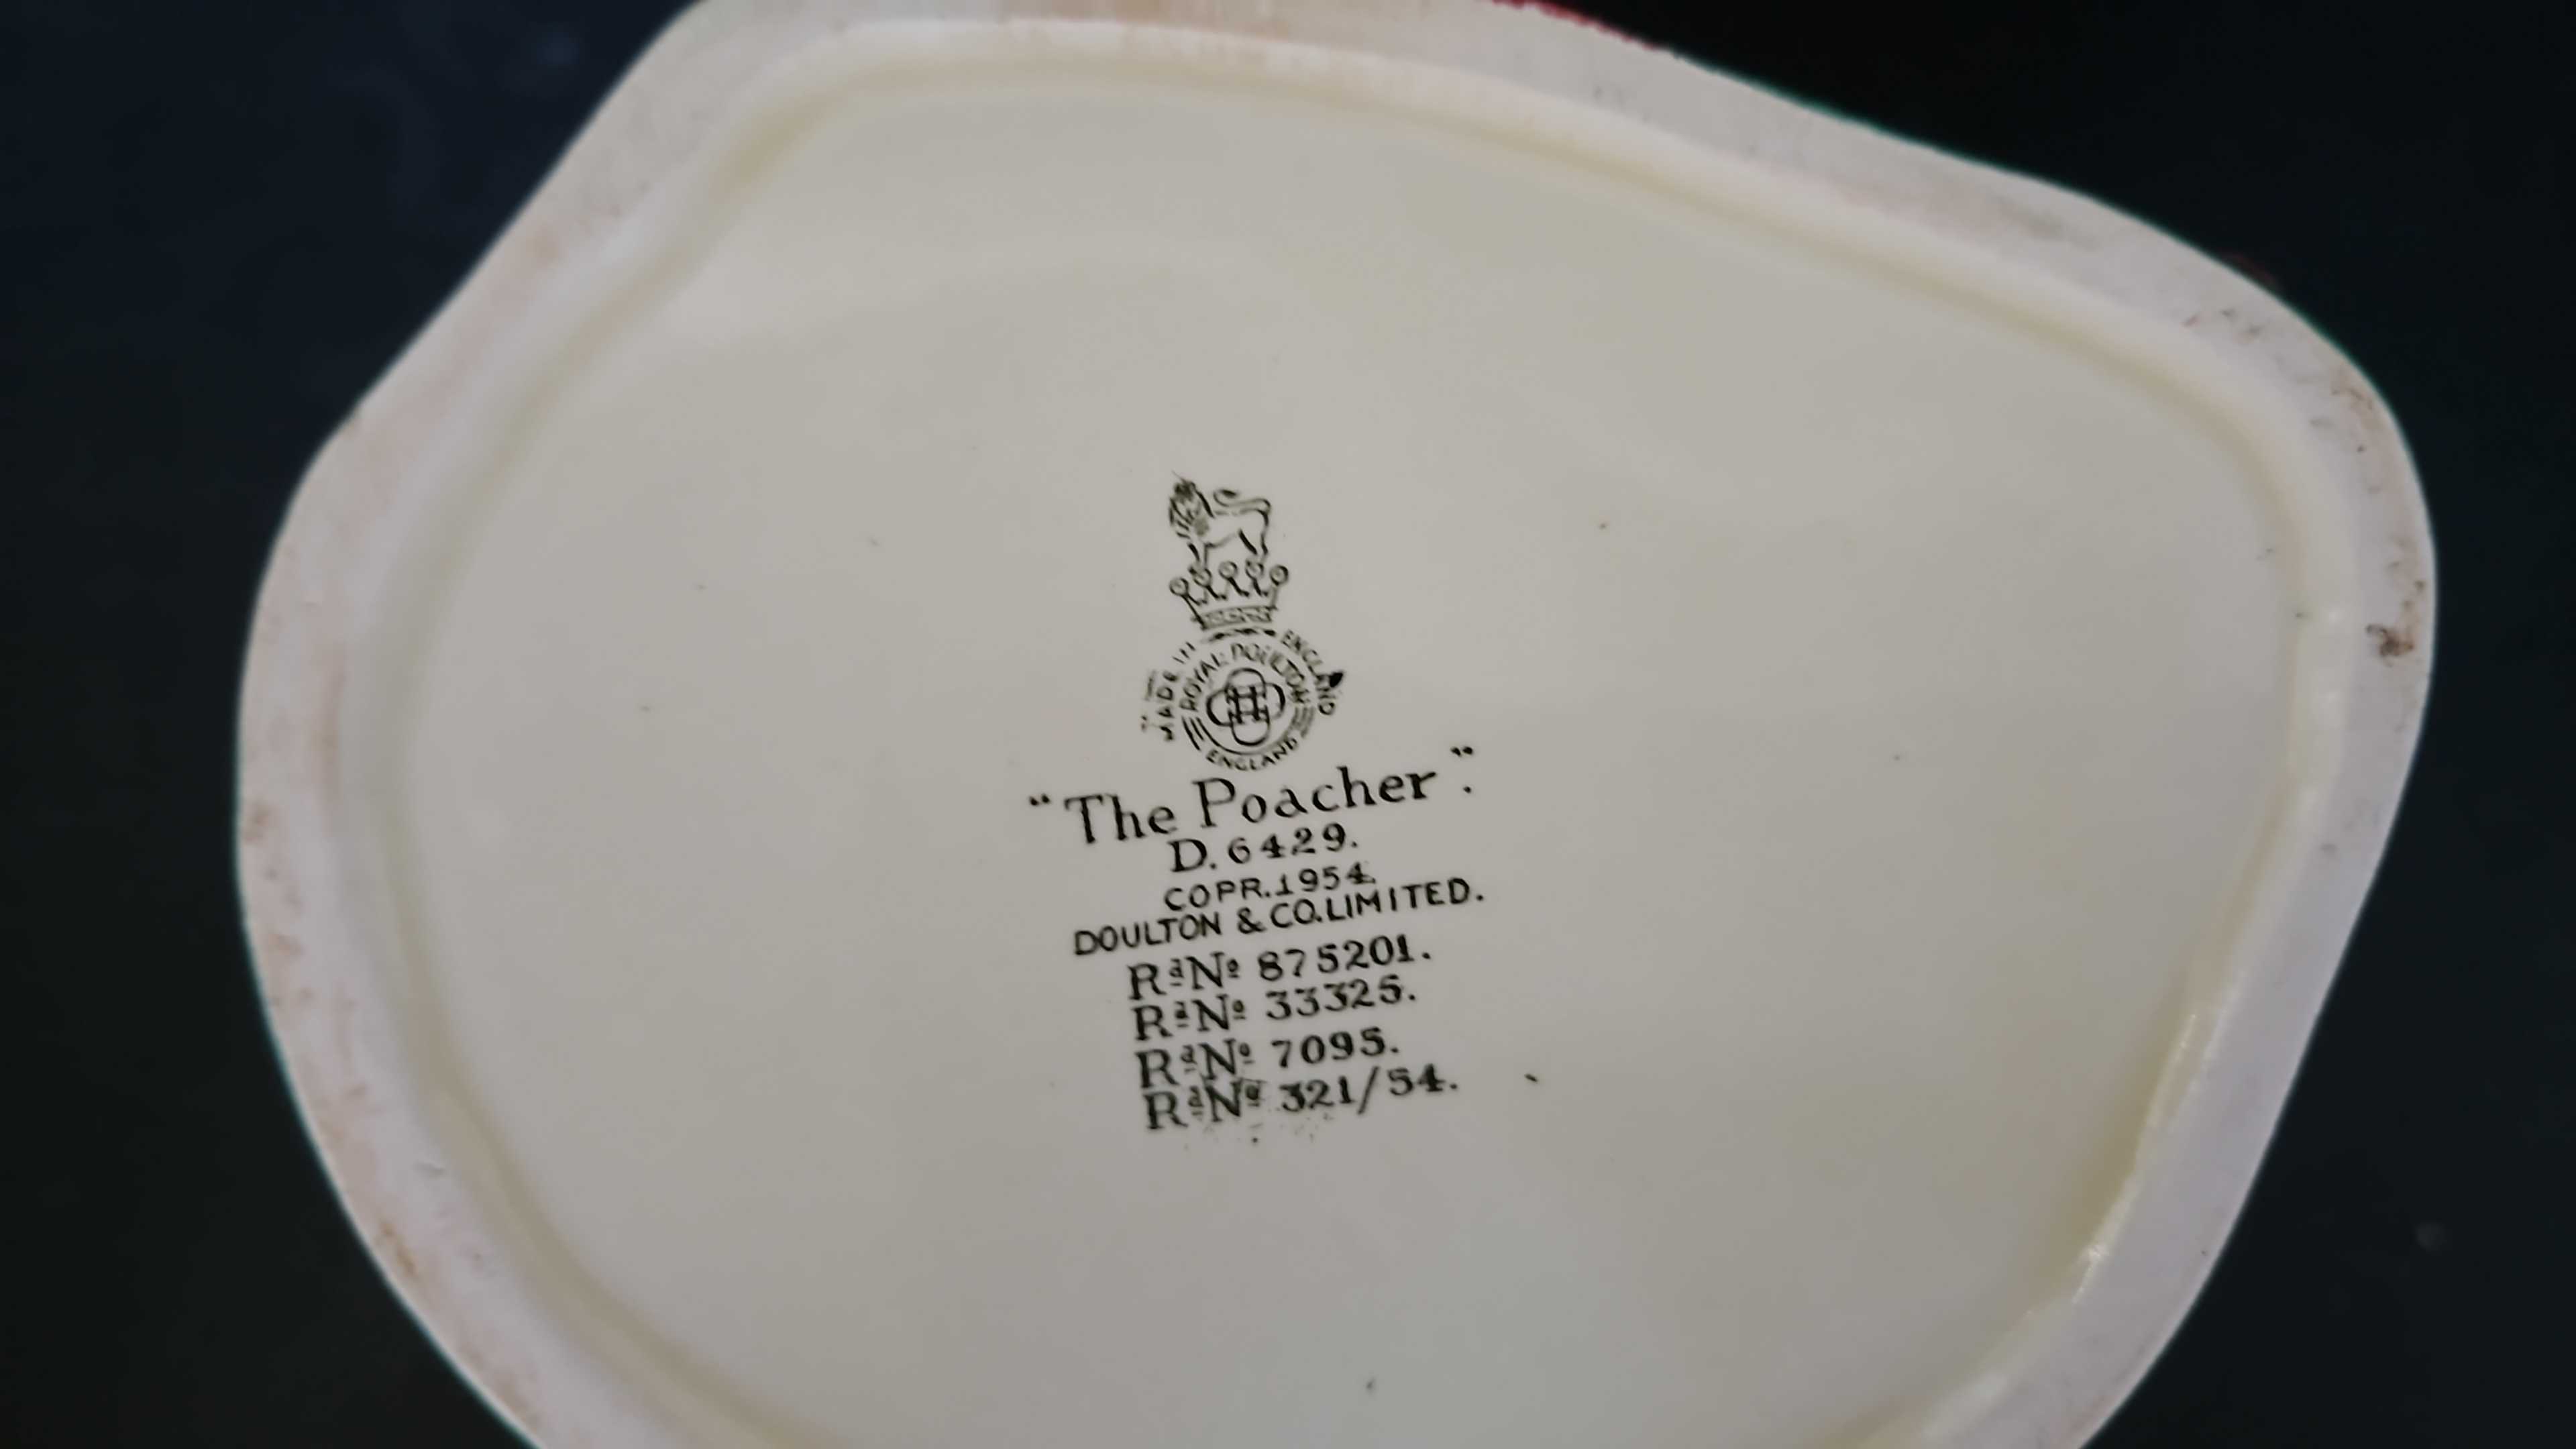 MADE IN ENGLAND
ROYAL DOULTON
ENGLAND
"The Poacher".
D. 6429.
COPR. 1954.
DOULTON & CO. LIMITED.
Rd No 875201.
Rd No 33325.
Rd No 7095.
Rd No 321/54.